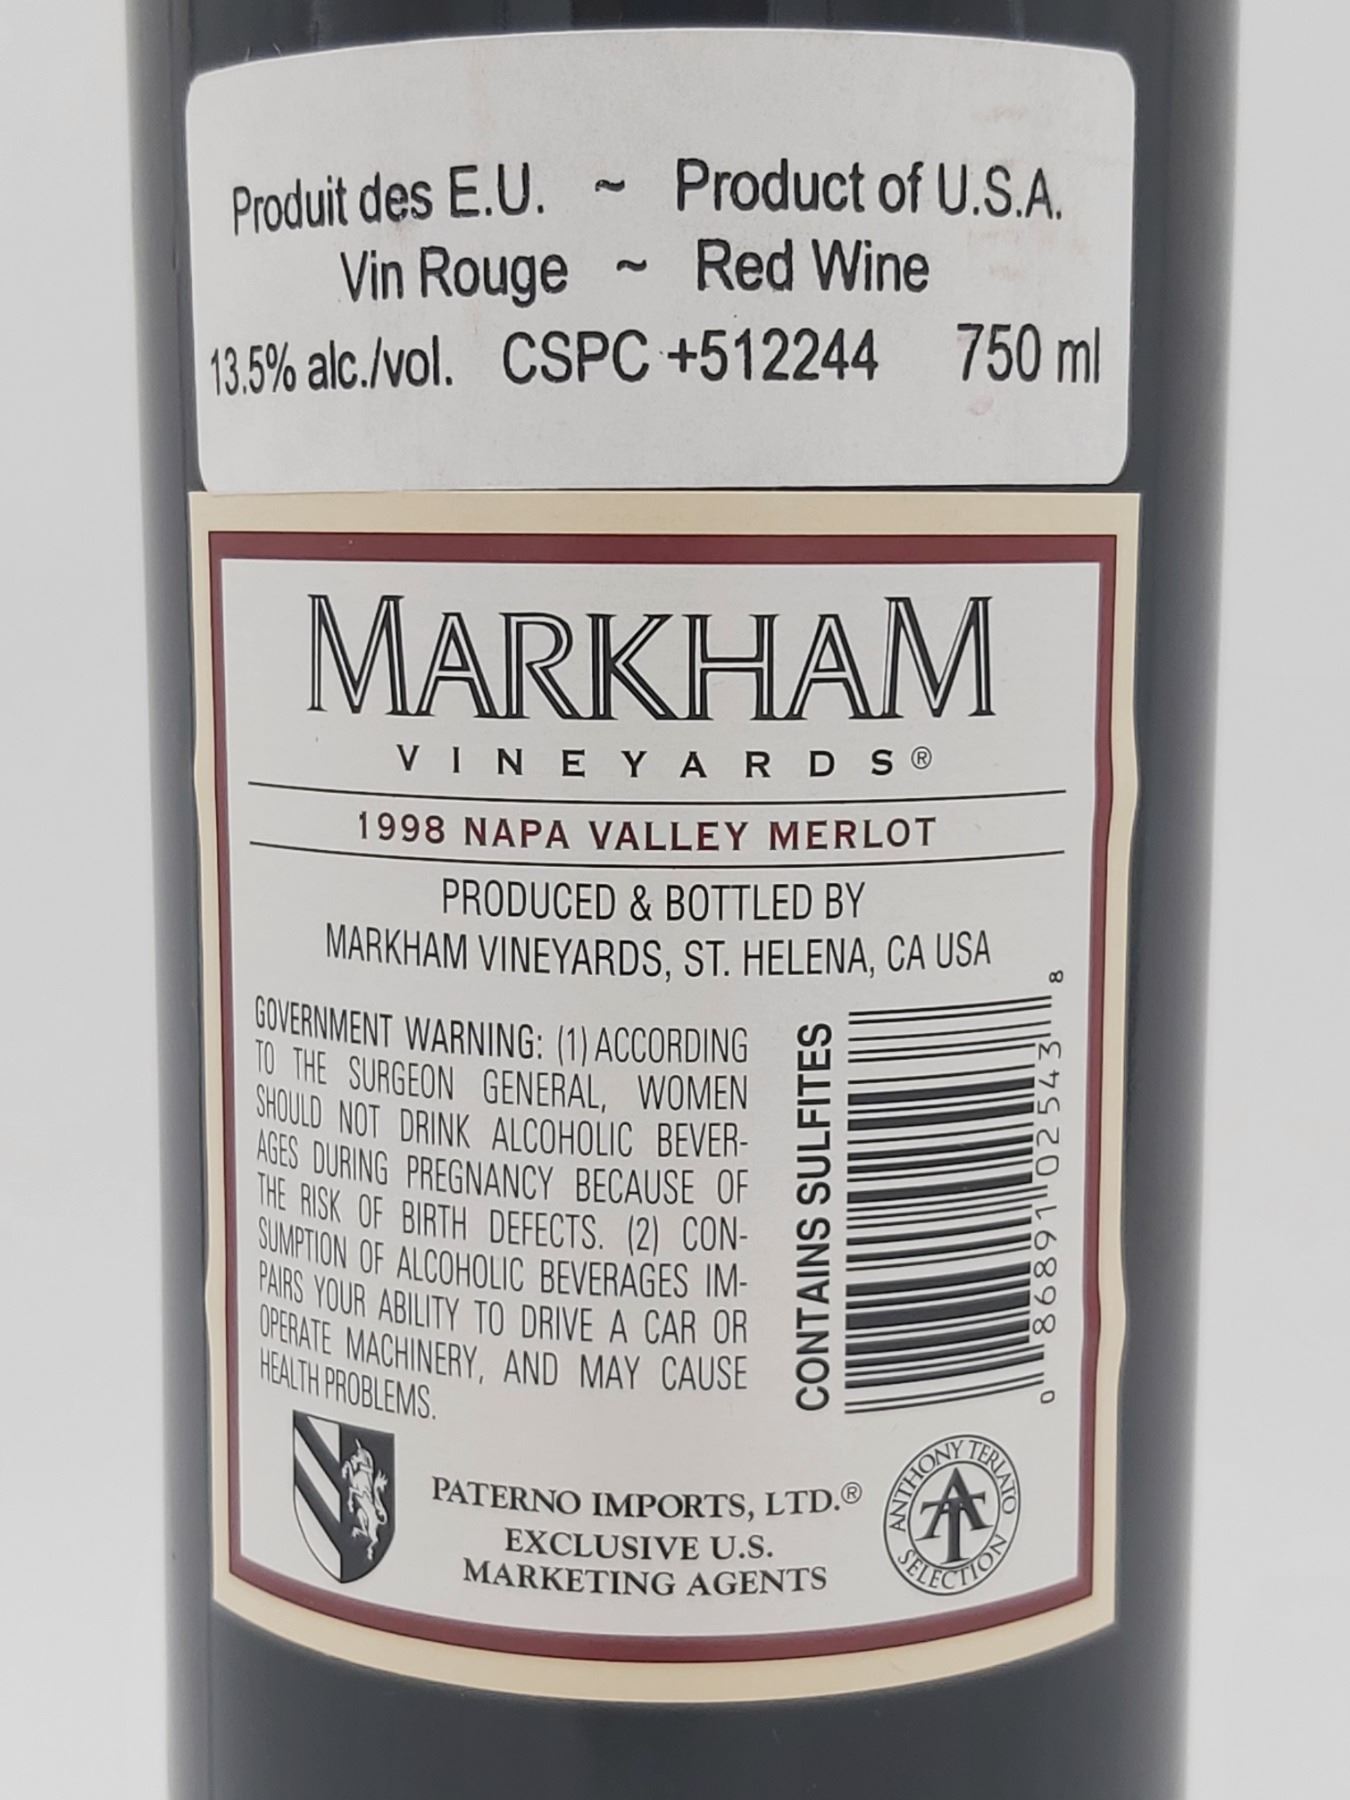 Produit des E.U. ~ Product of U.S.A.
Vin Rouge ~ Red Wine
13.5% alc./vol. CSPC +512244 750 ml
MARKHAM
VINEYARDS®
1998 NAPA VALLEY MERLOT
PRODUCED & BOTTLED BY
MARKHAM VINEYARDS, ST. HELENA, CA USA
GOVERNMENT WARNING: (1) ACCORDING
TO THE SURGEON GENERAL, WOMEN
SHOULD NOT DRINK ALCOHOLIC BEVER-
AGES DURING PREGNANCY BECAUSE OF
THE RISK OF BIRTH DEFECTS. (2) CON-
SUMPTION OF ALCOHOLIC BEVERAGES IM-
PAIRS YOUR ABILITY TO DRIVE A CAR OR
OPERATE MACHINERY, AND MAY CAUSE
HEALTH PROBLEMS.
CONTAINS SULFITES
0 86891 02543 8
PATERNO IMPORTS, LTD.®
EXCLUSIVE U.S.
MARKETING AGENTS
ANTHONY TERLATO
AT
SELECTION